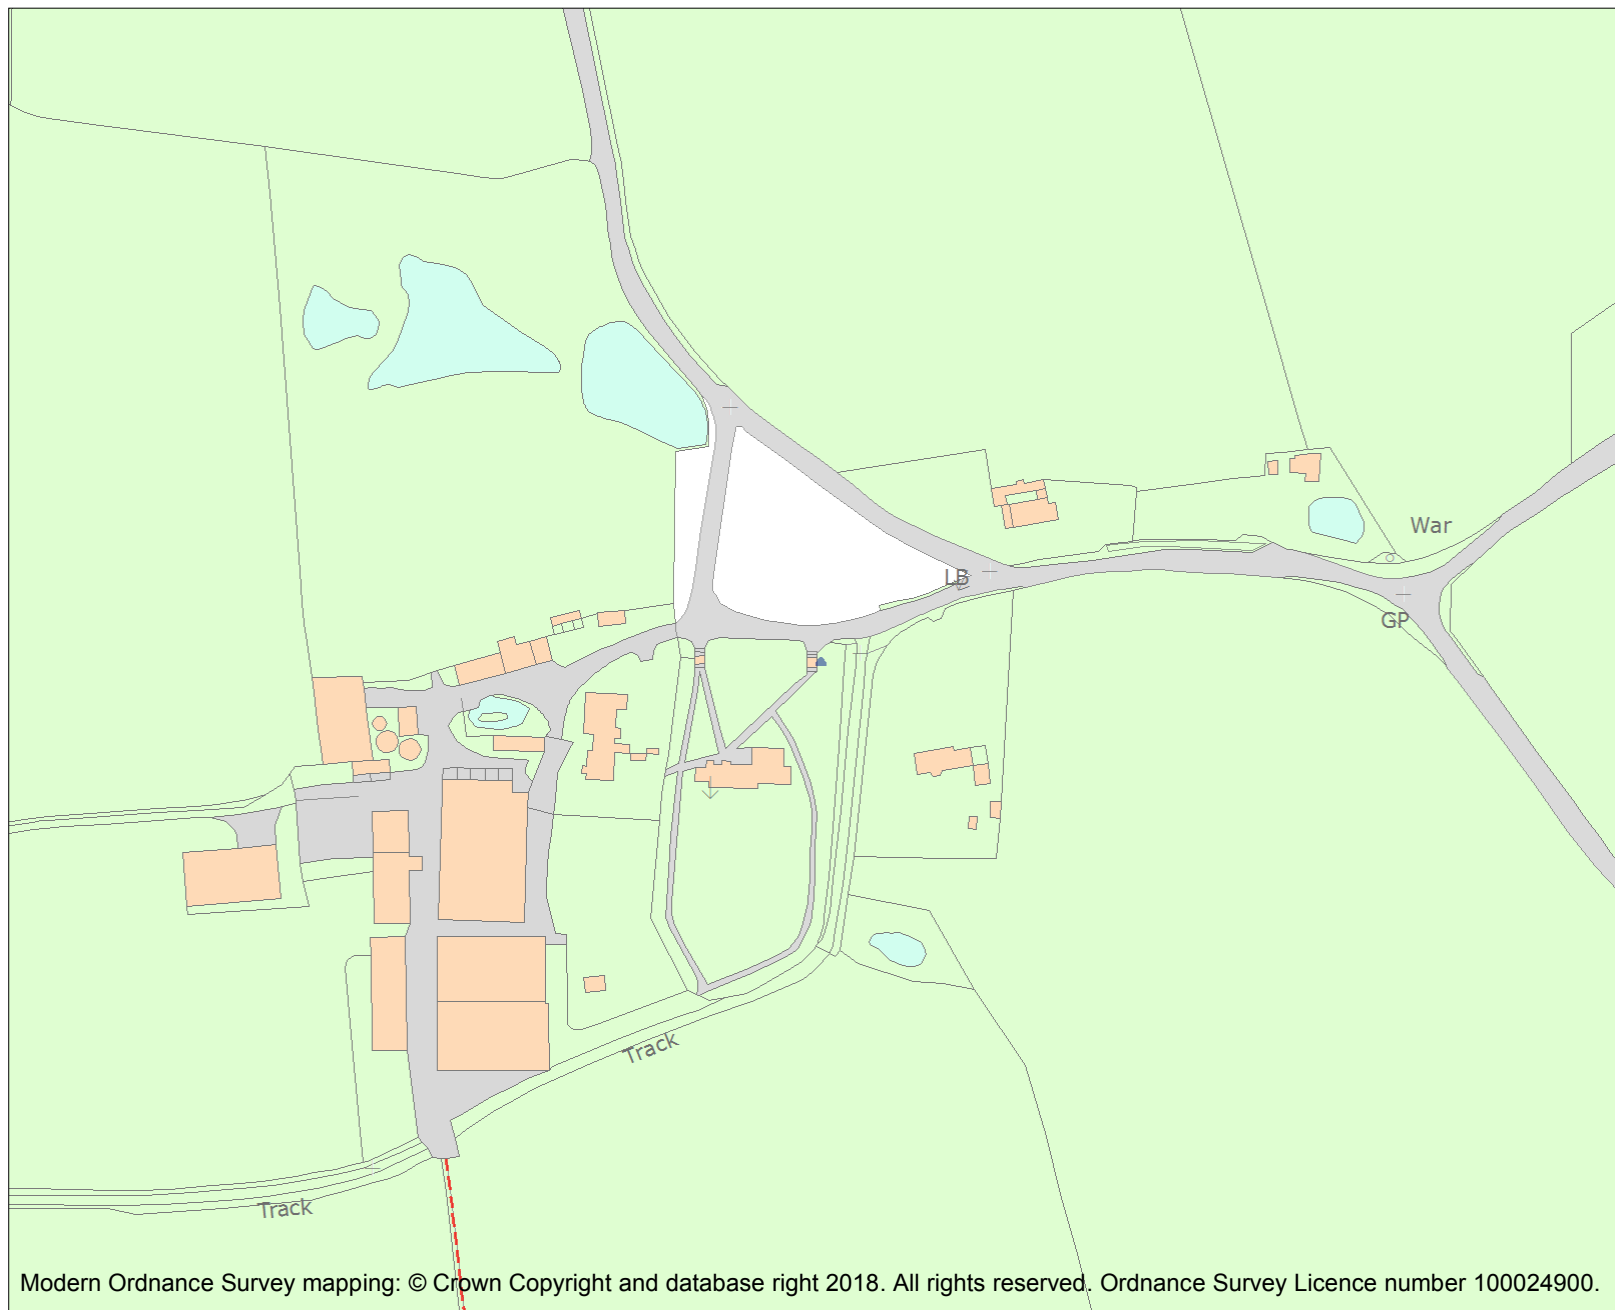 War
LB
GP
Track
Track
Modern Ordnance Survey mapping: © Crown Copyright and database right 2018. All rights reserved. Ordnance Survey Licence number 100024900.